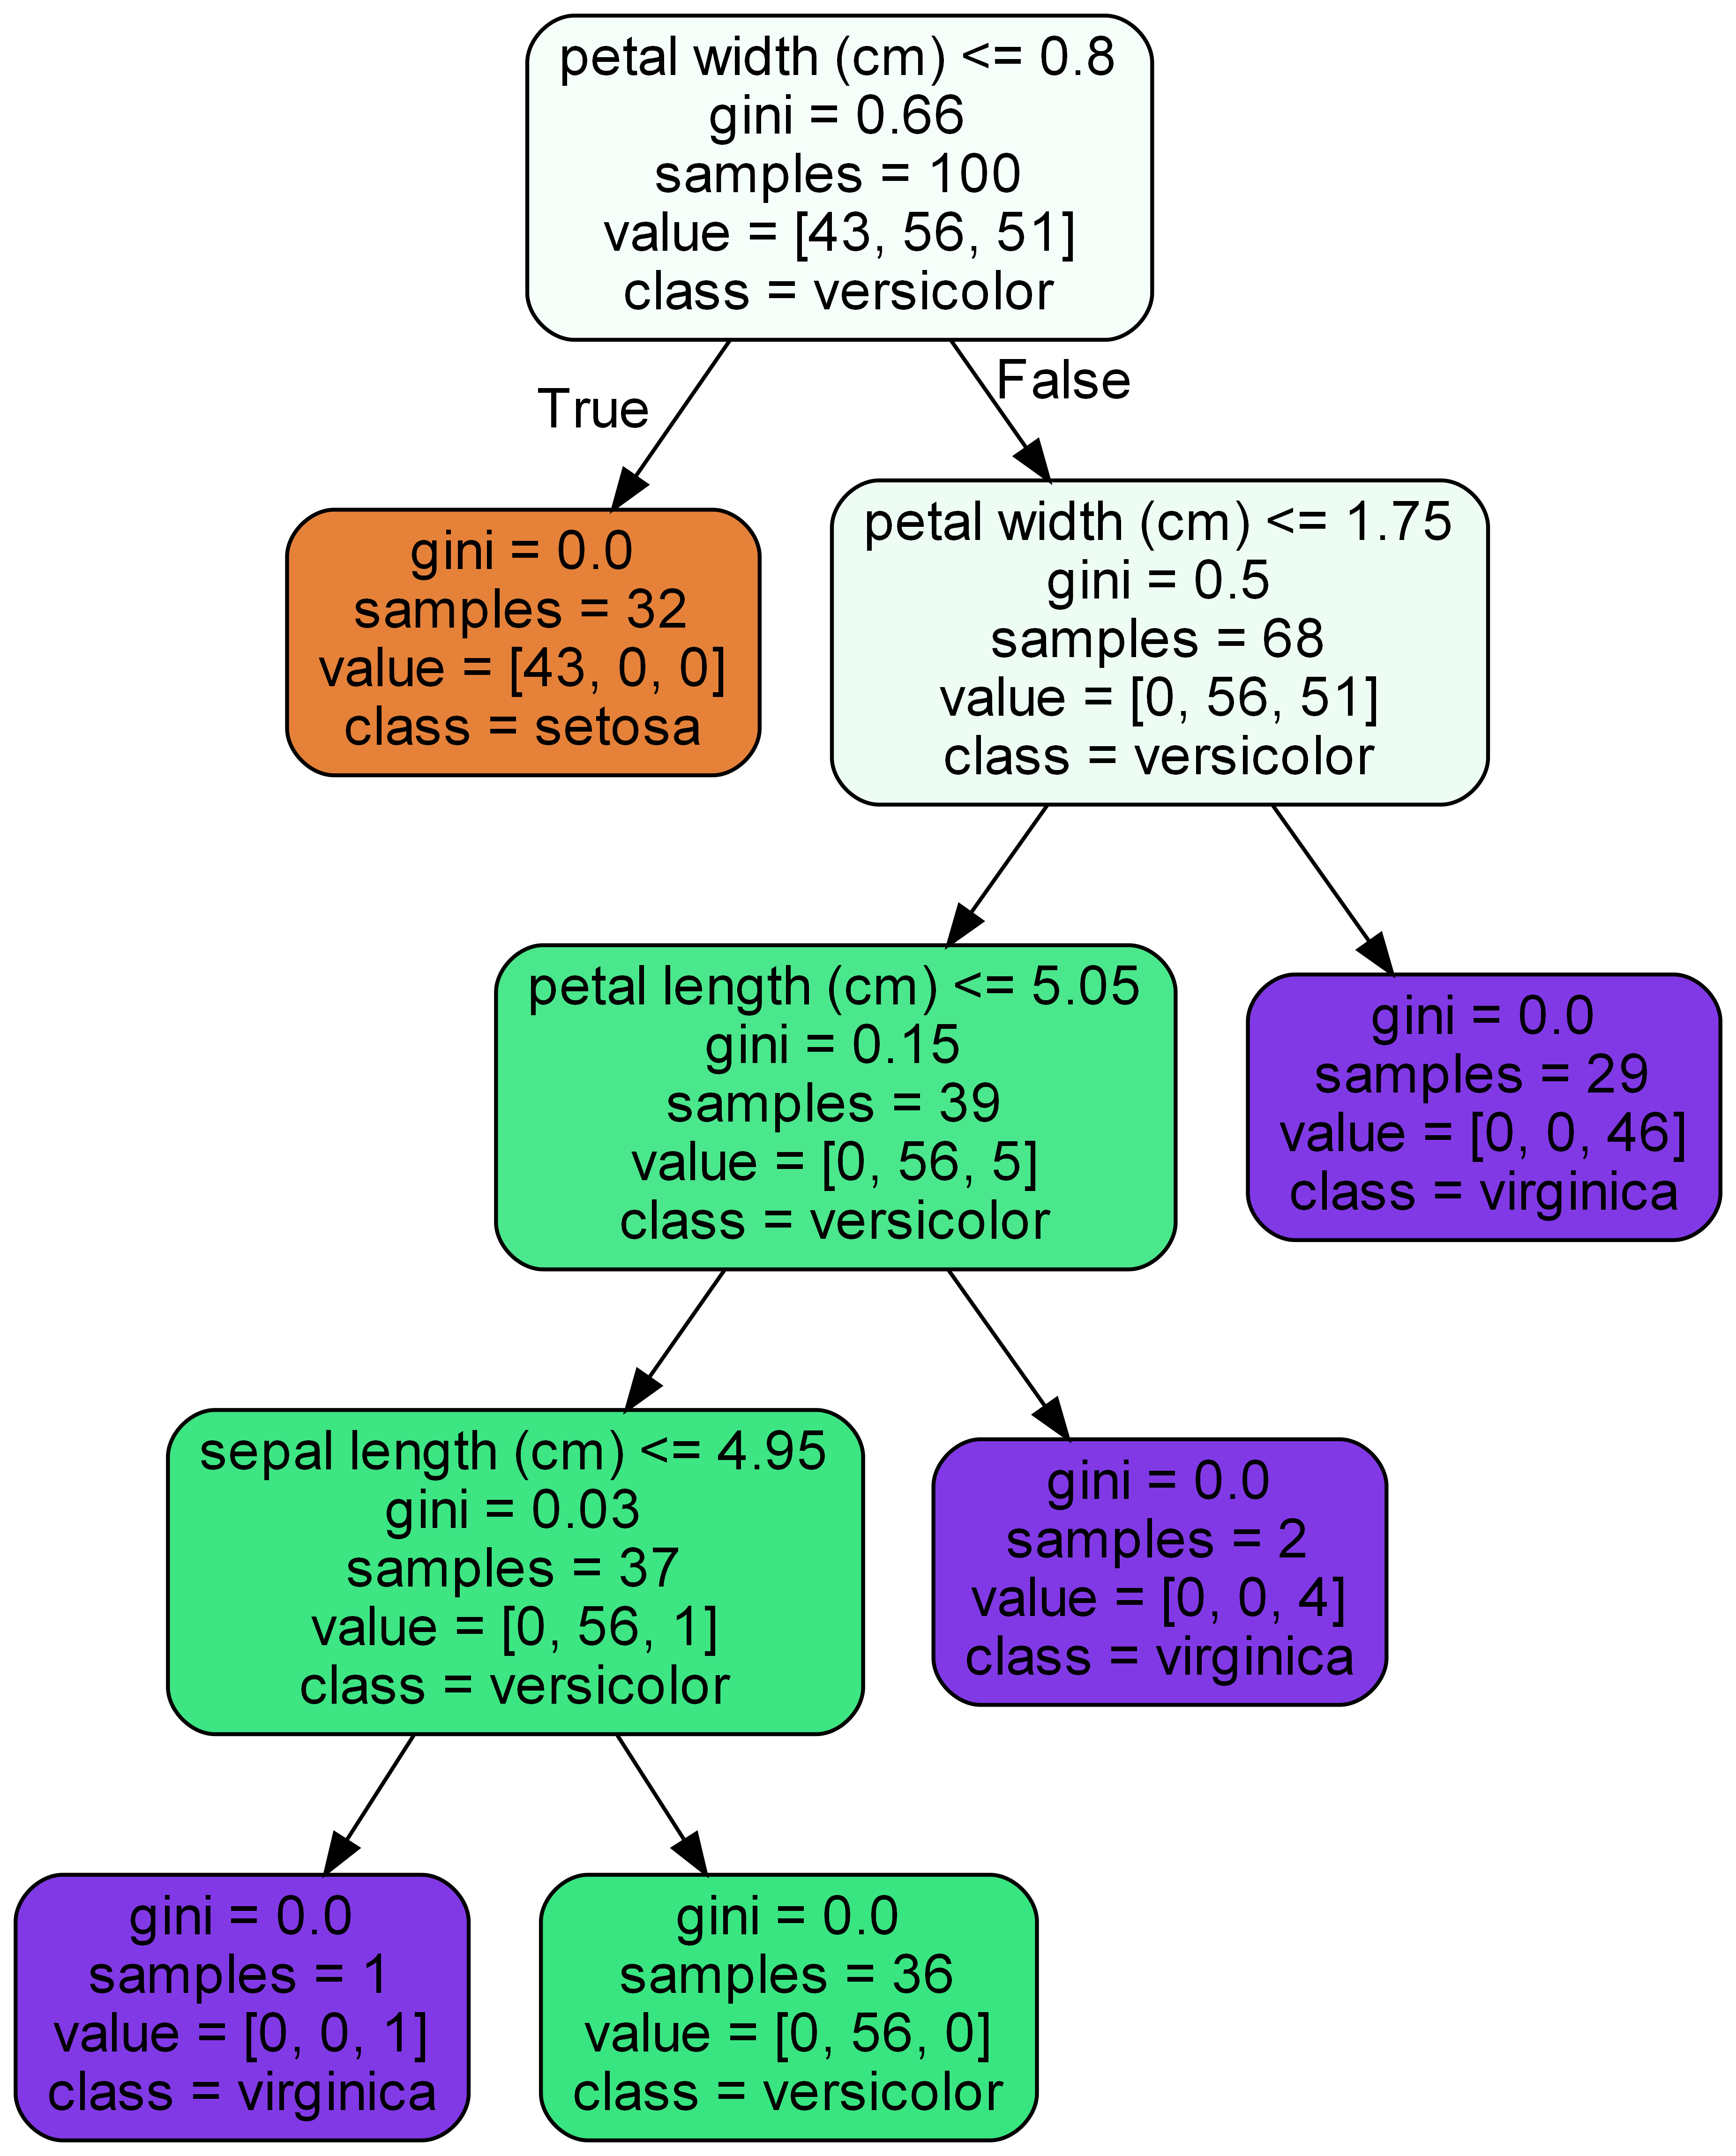 petal width (cm) <= 0.8
gini = 0.66
samples = 100
value = [43, 56, 51]
class = versicolor
True
False
gini = 0.0
samples = 32
value = [43, 0, 0]
class = setosa
petal width (cm) <= 1.75
gini = 0.5
samples = 68
value = [0, 56, 51]
class = versicolor
petal length (cm) <= 5.05
gini = 0.15
samples = 39
value = [0, 56, 5]
class = versicolor
gini = 0.0
samples = 29
value = [0, 0, 46]
class = virginica
sepal length (cm) <= 4.95
gini = 0.03
samples = 37
value = [0, 56, 1]
class = versicolor
gini = 0.0
samples = 2
value = [0, 0, 4]
class = virginica
gini = 0.0
samples = 1
value = [0, 0, 1]
class = virginica
gini = 0.0
samples = 36
value = [0, 56, 0]
class = versicolor